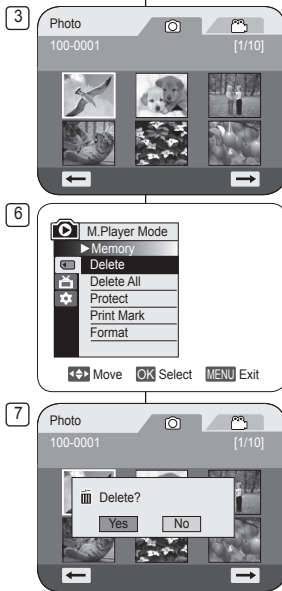 3
Photo
100-0001 [1/10]
6
M.Player Mode
Memory
Delete
Delete All
Protect
Print Mark
Format
Move OK Select MENU Exit
7
Photo
100-0001 [1/10]
Delete?
Yes No